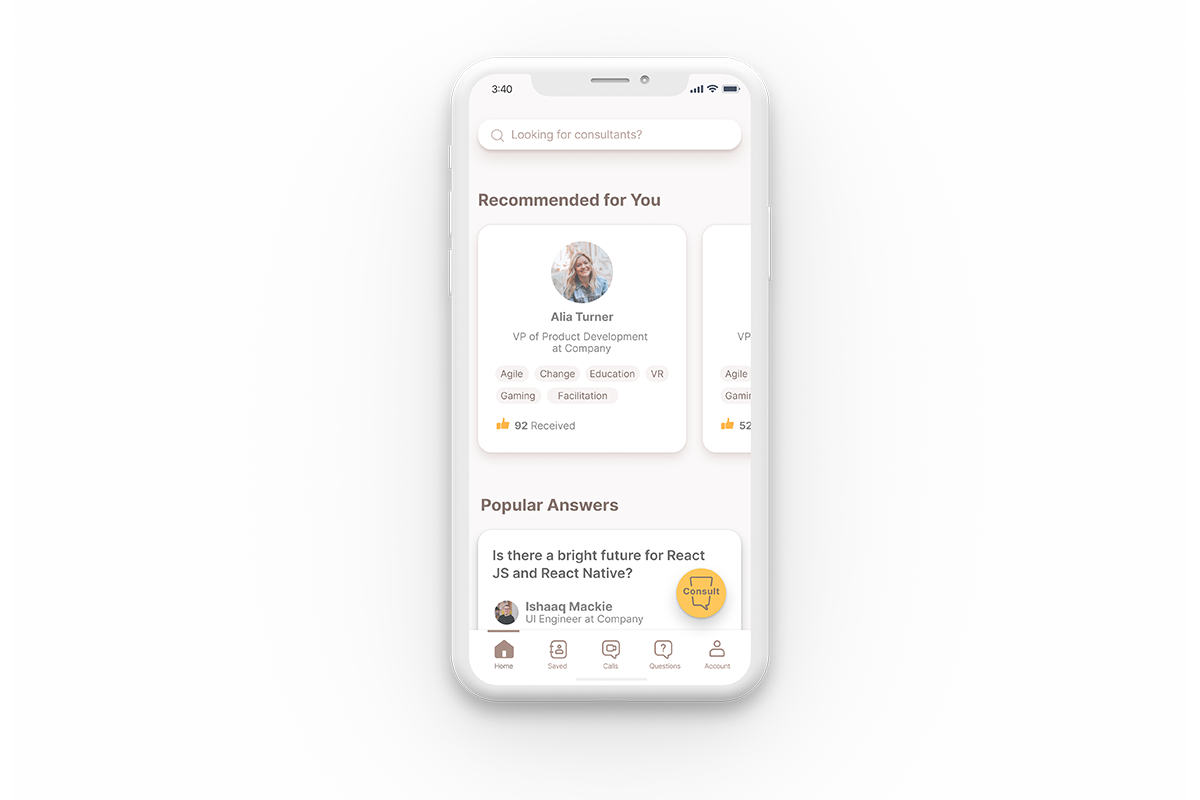 3:40
Looking for consultants?
Recommended for You
Alia Turner
VP of Product Development
at Company
Agile Change Education VR
Gaming Facilitation
92 Received
VP
Agile
Gamin
52
Popular Answers
Is there a bright future for React
JS and React Native?
Ishaaq Mackie
UI Engineer at Company
Consult
Home Saved Calls Questions Account